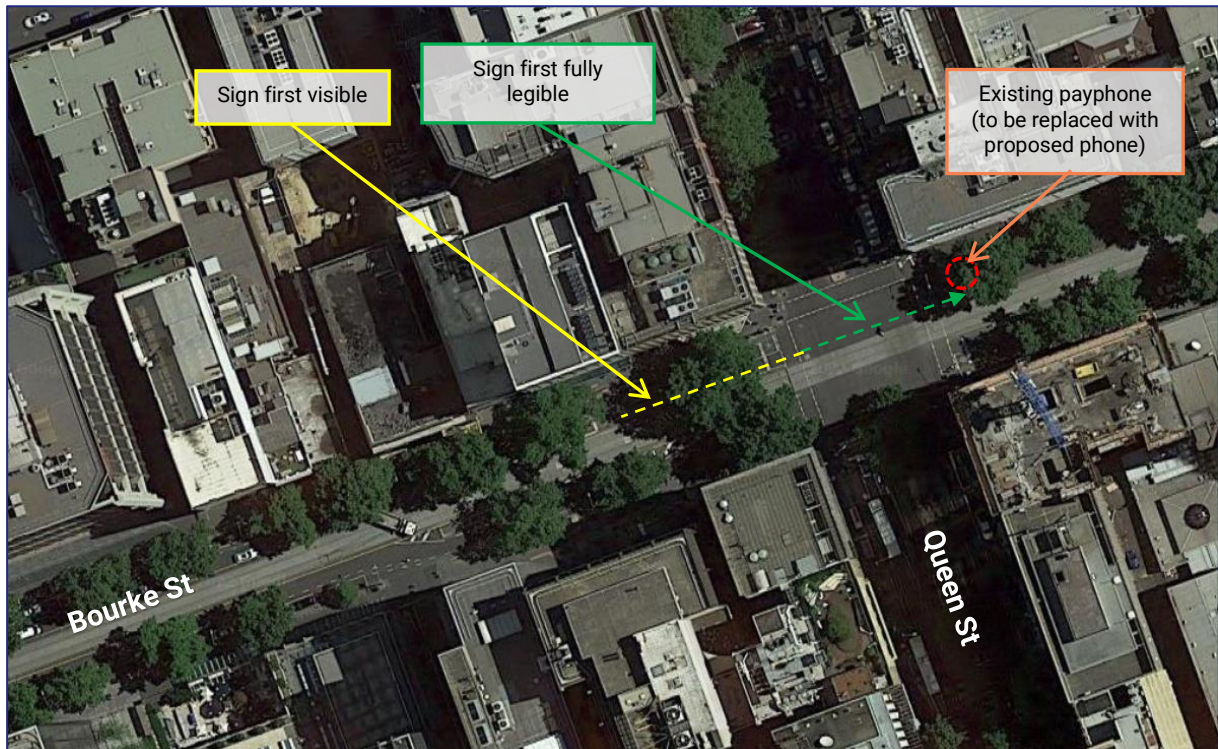 Sign first visible
Sign first fully
legible
Existing payphone
(to be replaced with
proposed phone)
Bourke St
Queen St